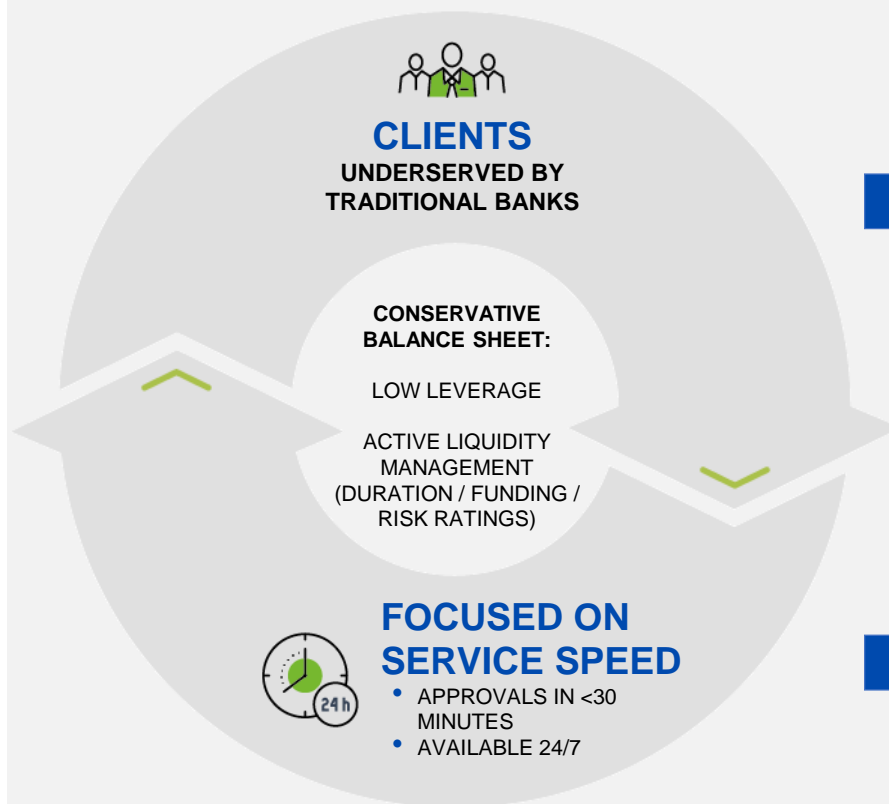 CLIENTS
UNDERSERVED BY
TRADITIONAL BANKS
CONSERVATIVE
BALANCE SHEET:
LOW LEVERAGE
ACTIVE LIQUIDITY
MANAGEMENT
(DURATION / FUNDING /
RISK RATINGS)
FOCUSED ON
SERVICE SPEED
24 h
• APPROVALS IN <30
MINUTES
• AVAILABLE 24/7